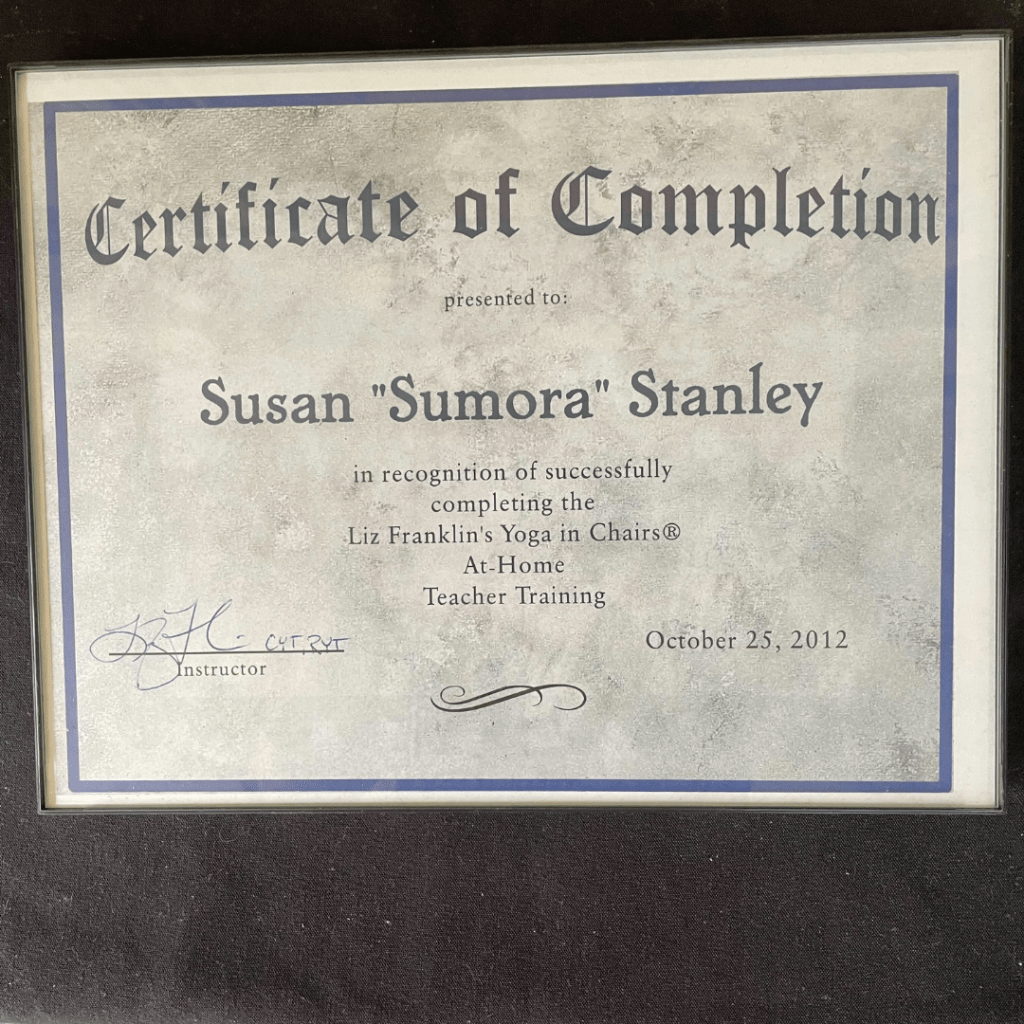 Certificate of Completion
presented to:
Susan "Sumora" Stanley
in recognition of successfully
completing the
Liz Franklin's Yoga in Chairs®
At-Home
Teacher Training
CYT, RYT
Instructor
October 25, 2012